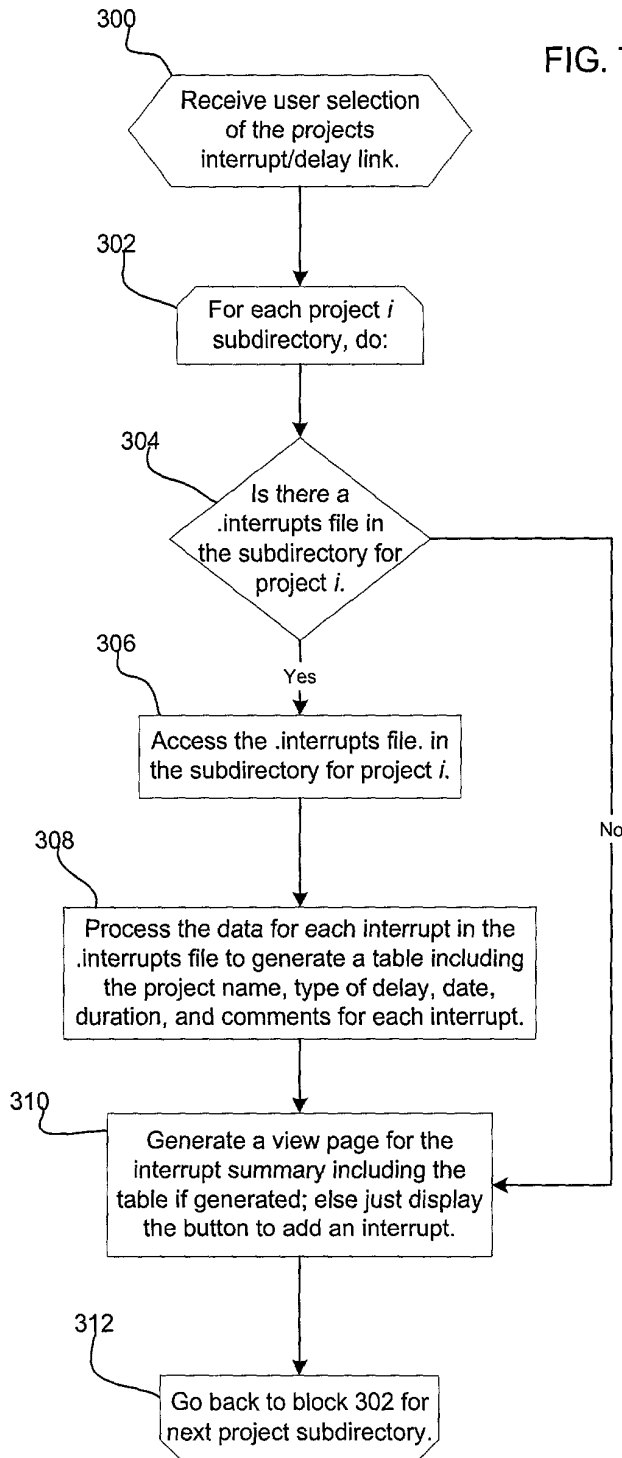 300
FIG. 7
Receive user selection
of the projects
interrupt/delay link.
302
For each project i
subdirectory, do:
304
Is there a
.interrupts file in
the subdirectory for
project i.
306
Yes
Access the .interrupts file. in
the subdirectory for project i.
No
308
Process the data for each interrupt in the
.interrupts file to generate a table including
the project name, type of delay, date,
duration, and comments for each interrupt.
310
Generate a view page for the
interrupt summary including the
table if generated; else just display
the button to add an interrupt.
312
Go back to block 302 for
next project subdirectory.